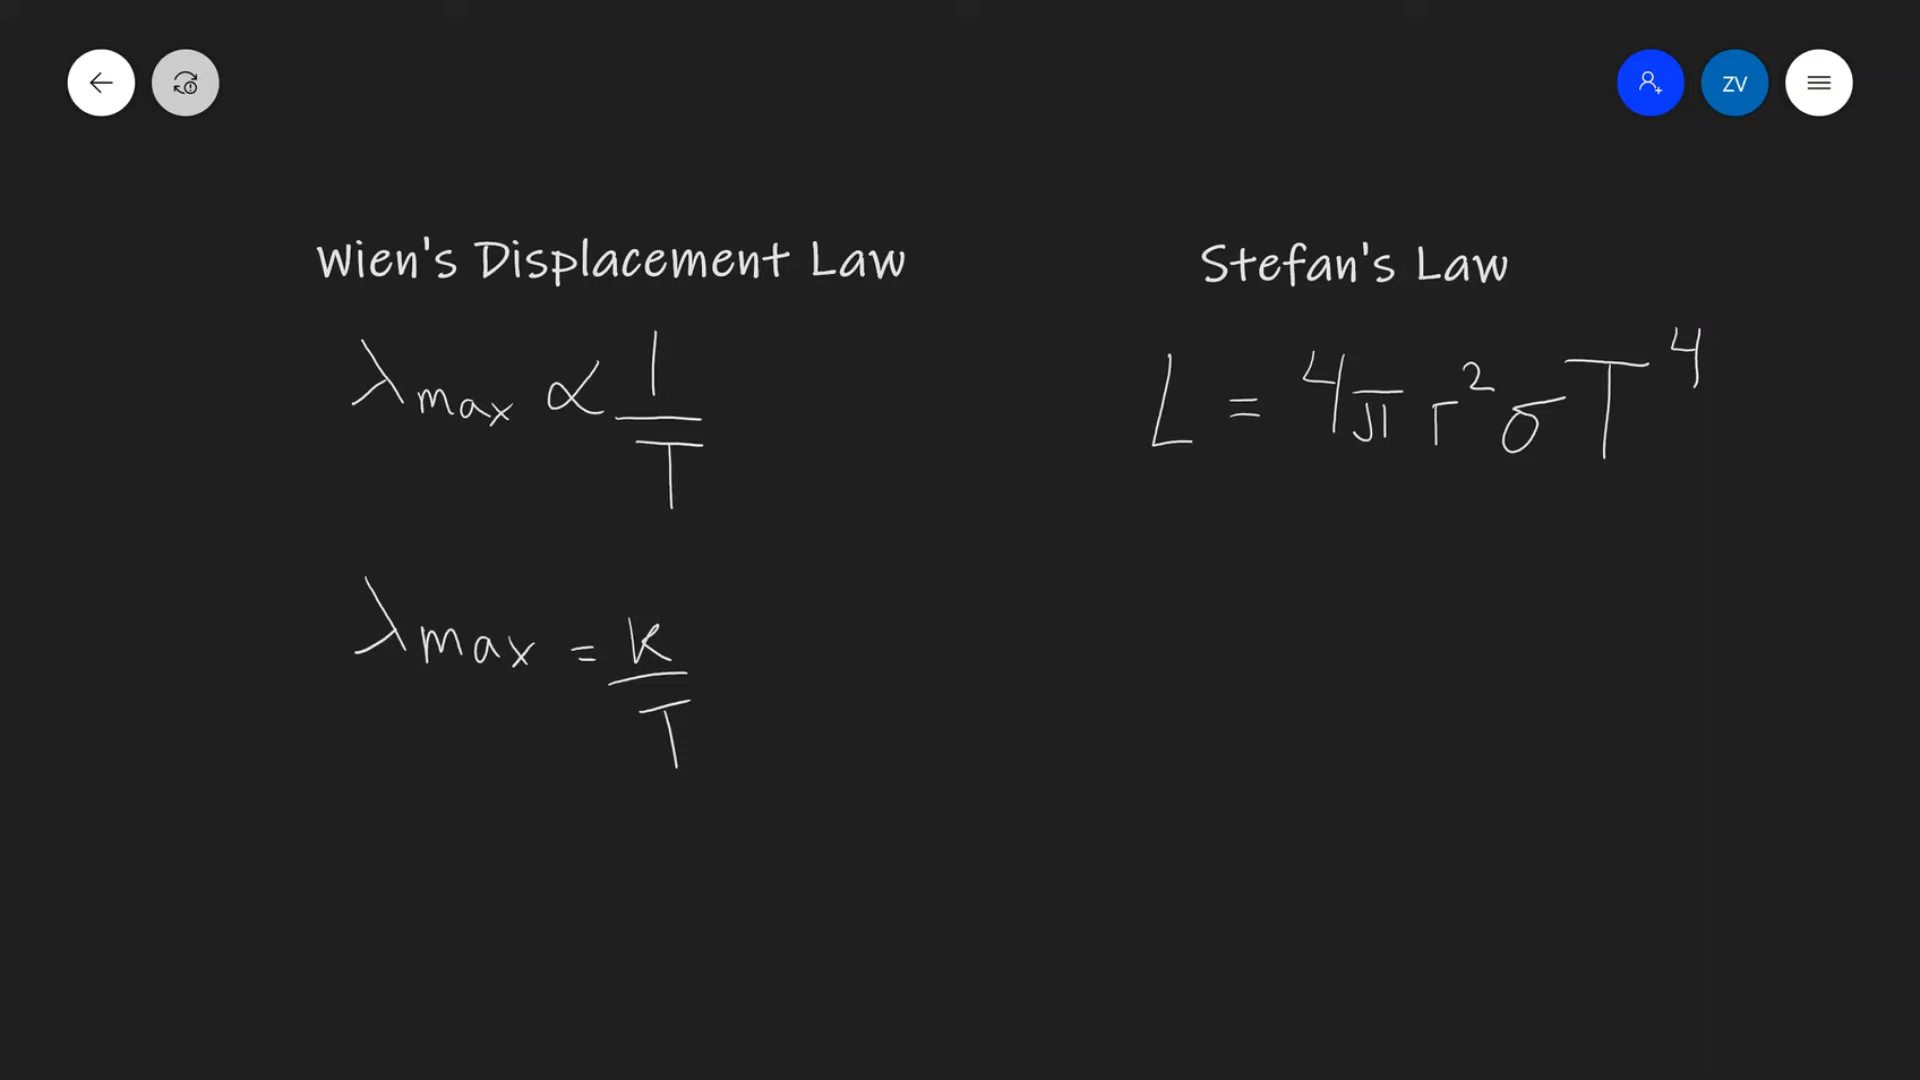 ZV
Wien's Displacement Law
λmax ∝ 1/T
λmax = k/T
Stefan's Law
L = 4πr²σT⁴